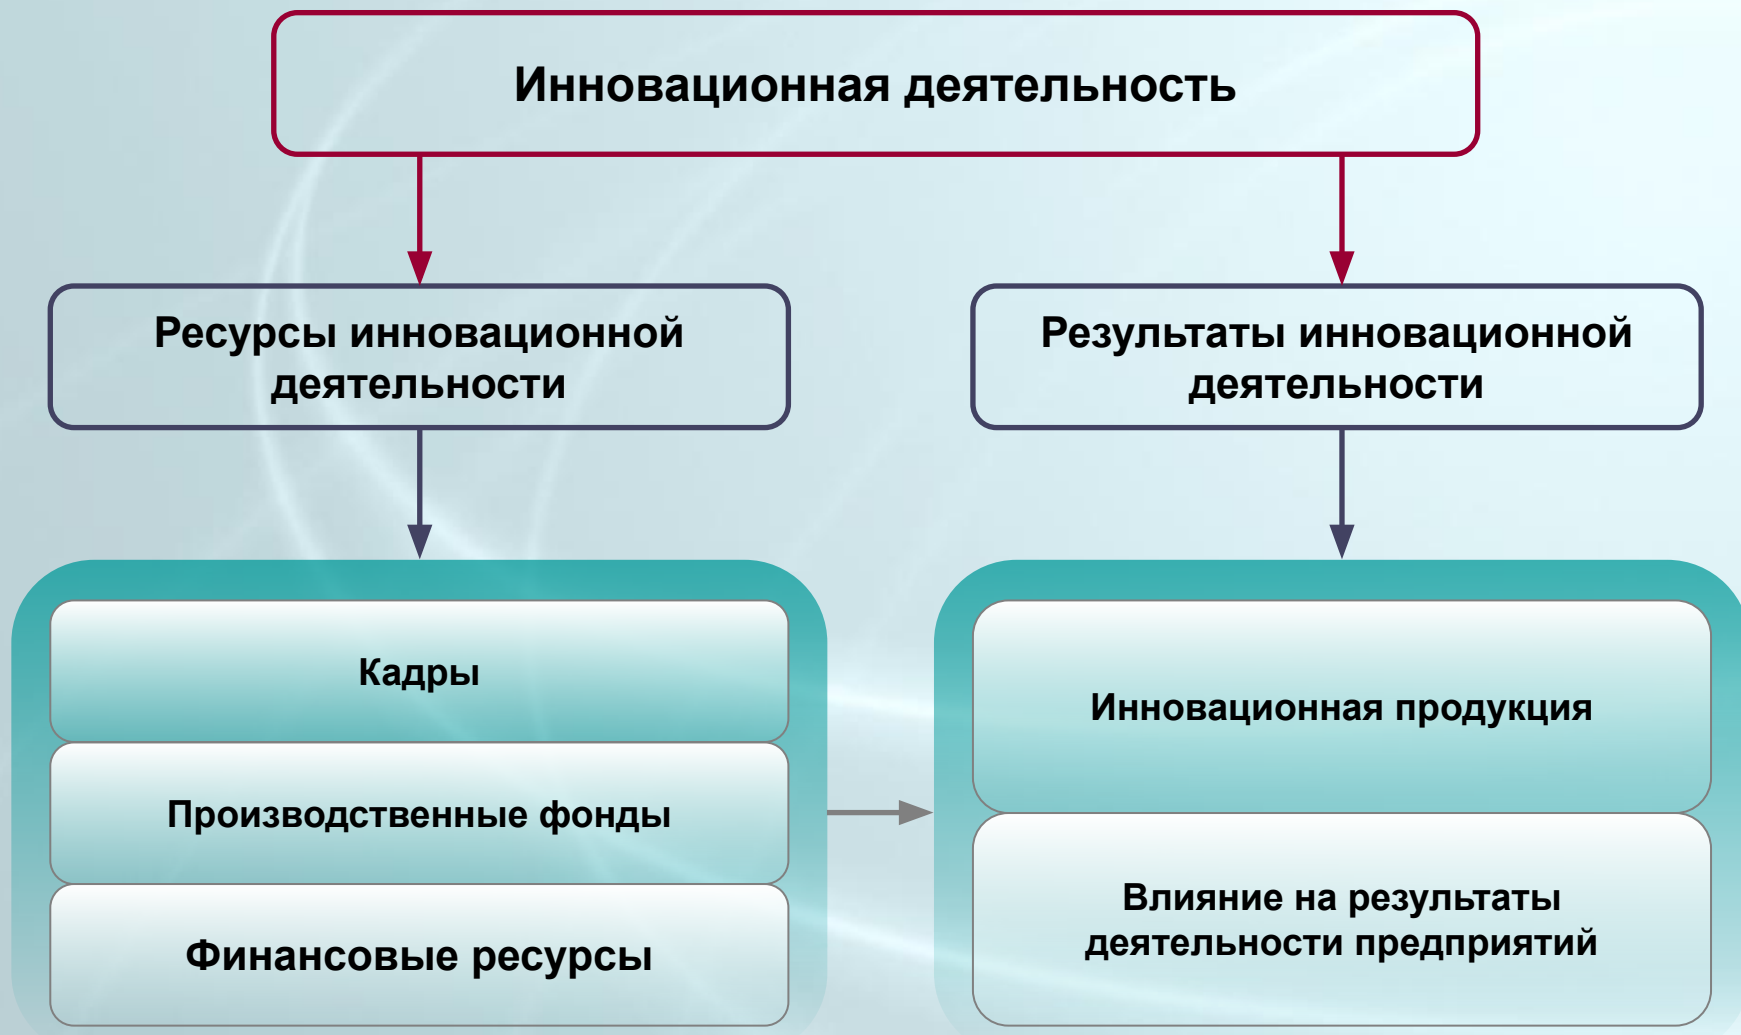 Инновационная деятельность
Ресурсы инновационной
деятельности
Результаты инновационной
деятельности
Кадры
Производственные фонды
Финансовые ресурсы
Инновационная продукция
Влияние на результаты
деятельности предприятий